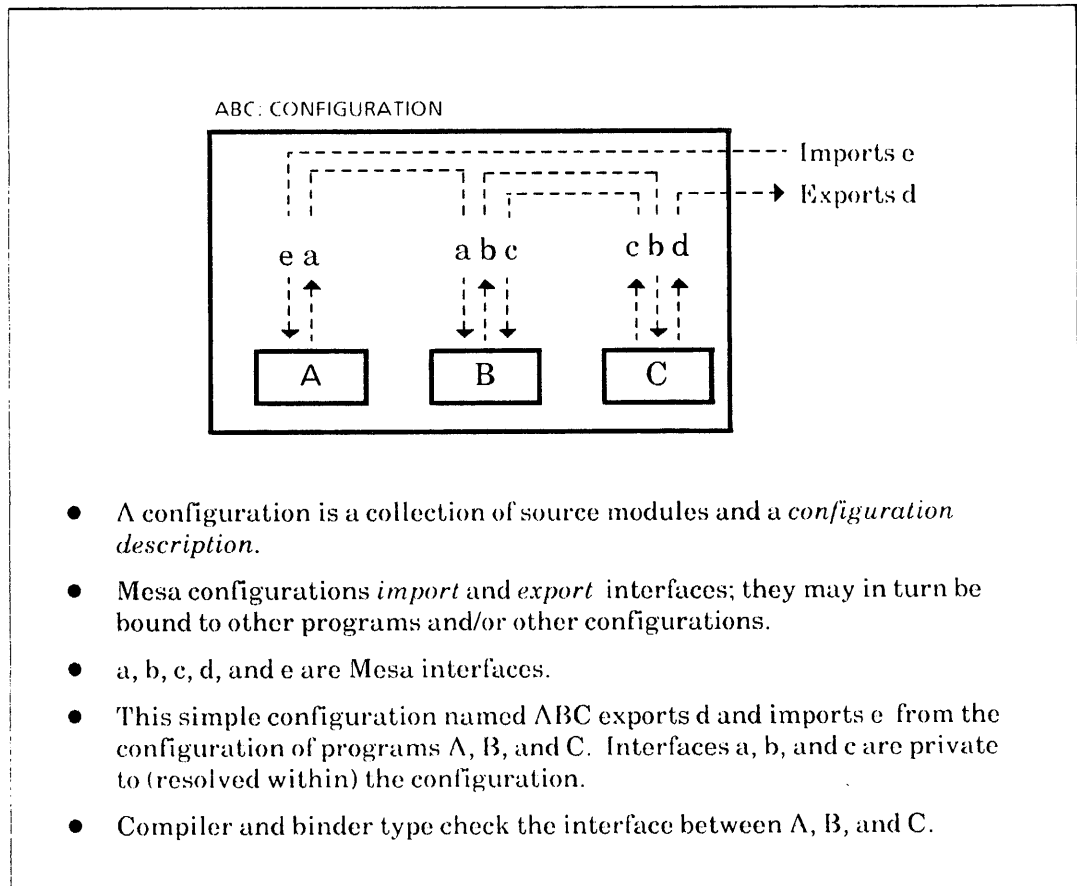 ABC: CONFIGURATION
Imports e
Exports d
e a
a b c
c b d
A
B
C
● A configuration is a collection of source modules and a configuration
description.
● Mesa configurations import and export interfaces; they may in turn be
bound to other programs and/or other configurations.
● a, b, c, d, and e are Mesa interfaces.
● This simple configuration named ABC exports d and imports e from the
configuration of programs A, B, and C. Interfaces a, b, and c are private
to (resolved within) the configuration.
● Compiler and binder type check the interface between A, B, and C.